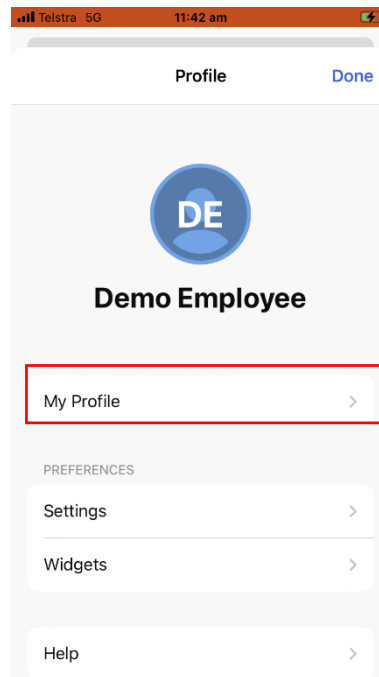 Telstra 5G 11:42 am
Profile Done
DE
Demo Employee
My Profile
PREFERENCES
Settings
Widgets
Help